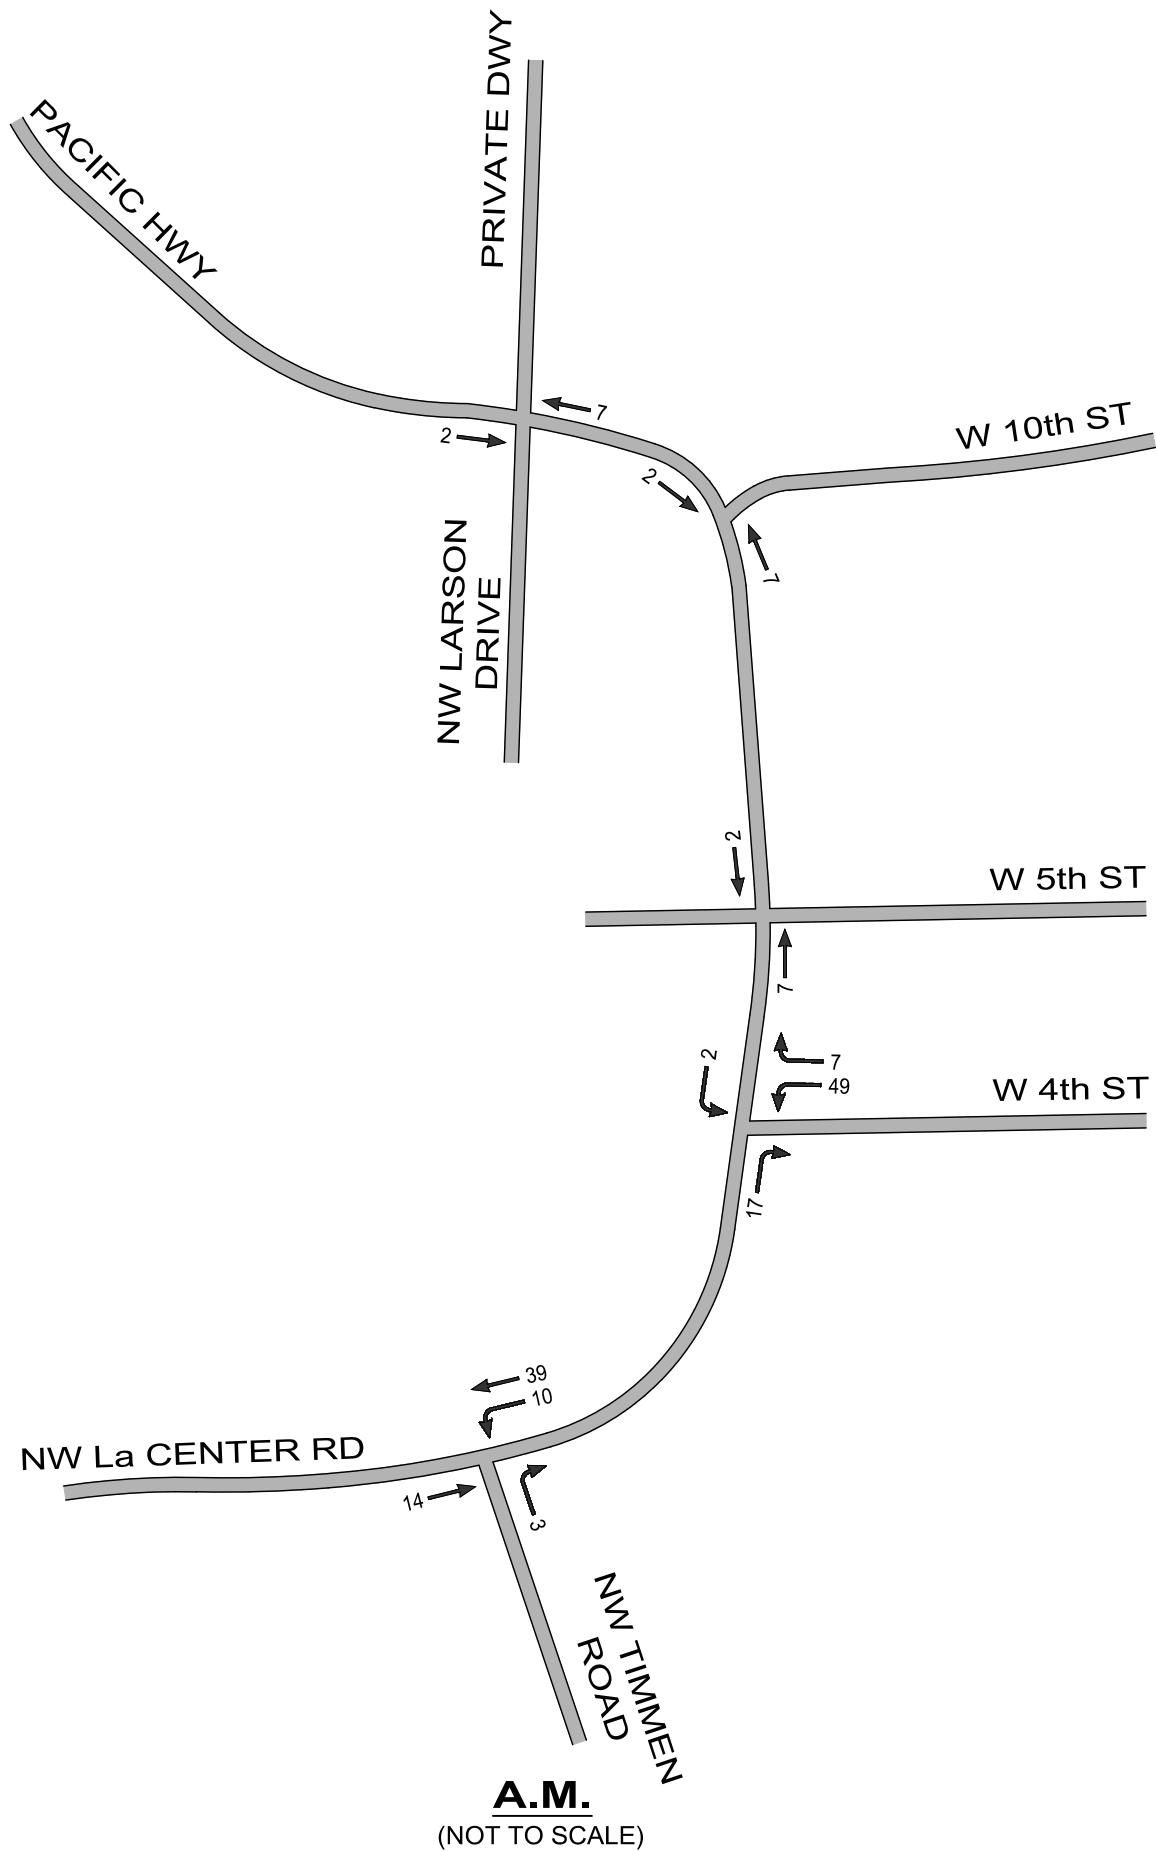 PRIVATE DWY
PACIFIC HWY
7
2
W 10th ST
2
7
NW LARSON
DRIVE
2
W 5th ST
7
2
7
49
W 4th ST
17
39
10
NW La CENTER RD
14
3
NW TIMMEN
ROAD
A.M.
(NOT TO SCALE)